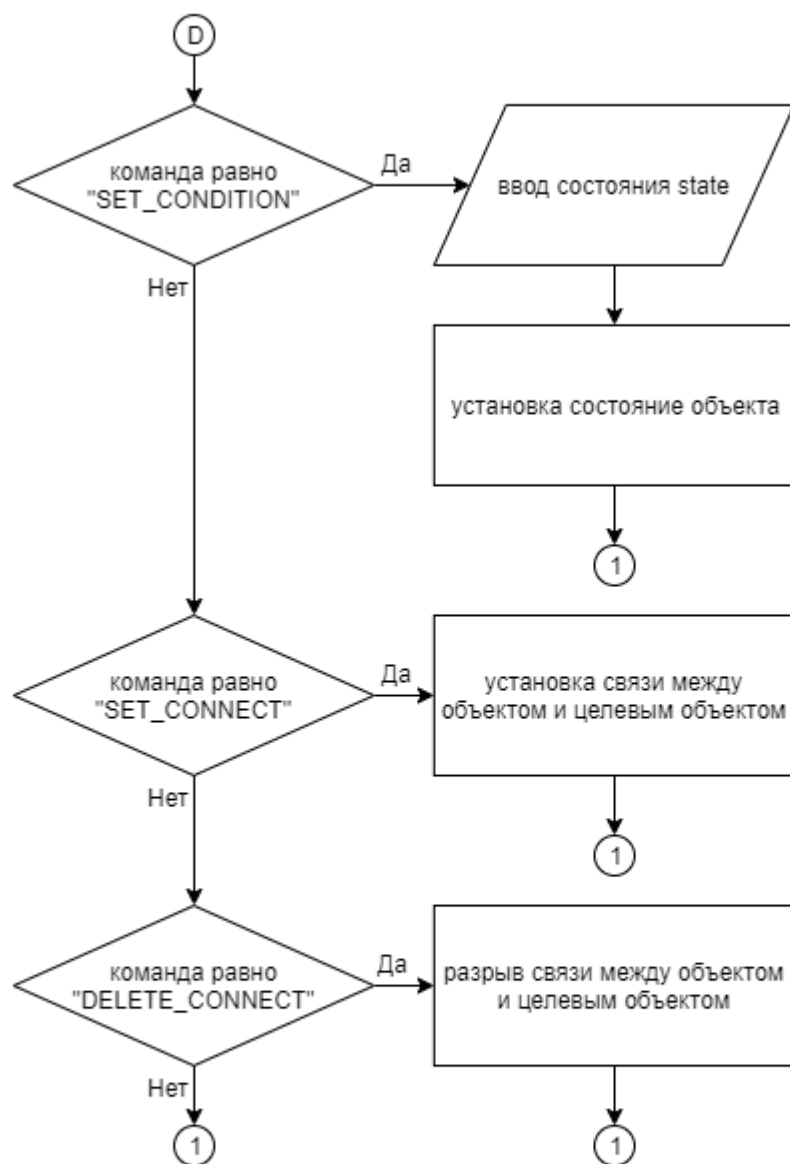 D
команда равно
"SET_CONDITION"
Да
ввод состояния state
Нет
установка состояние объекта
1
команда равно
"SET_CONNECT"
Да
установка связи между
объектом и целевым объектом
Нет
1
команда равно
"DELETE_CONNECT"
Да
разрыв связи между объектом
и целевым объектом
Нет
1
1